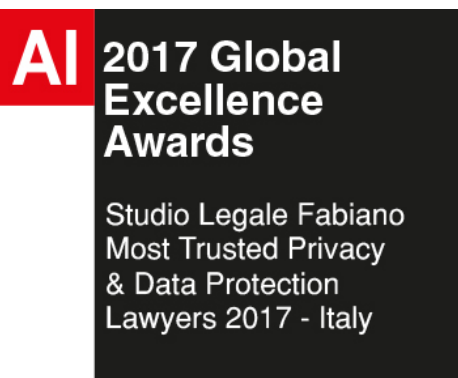 AI
2017 Global
Excellence
Awards
Studio Legale Fabiano
Most Trusted Privacy
& Data Protection
Lawyers 2017 - Italy